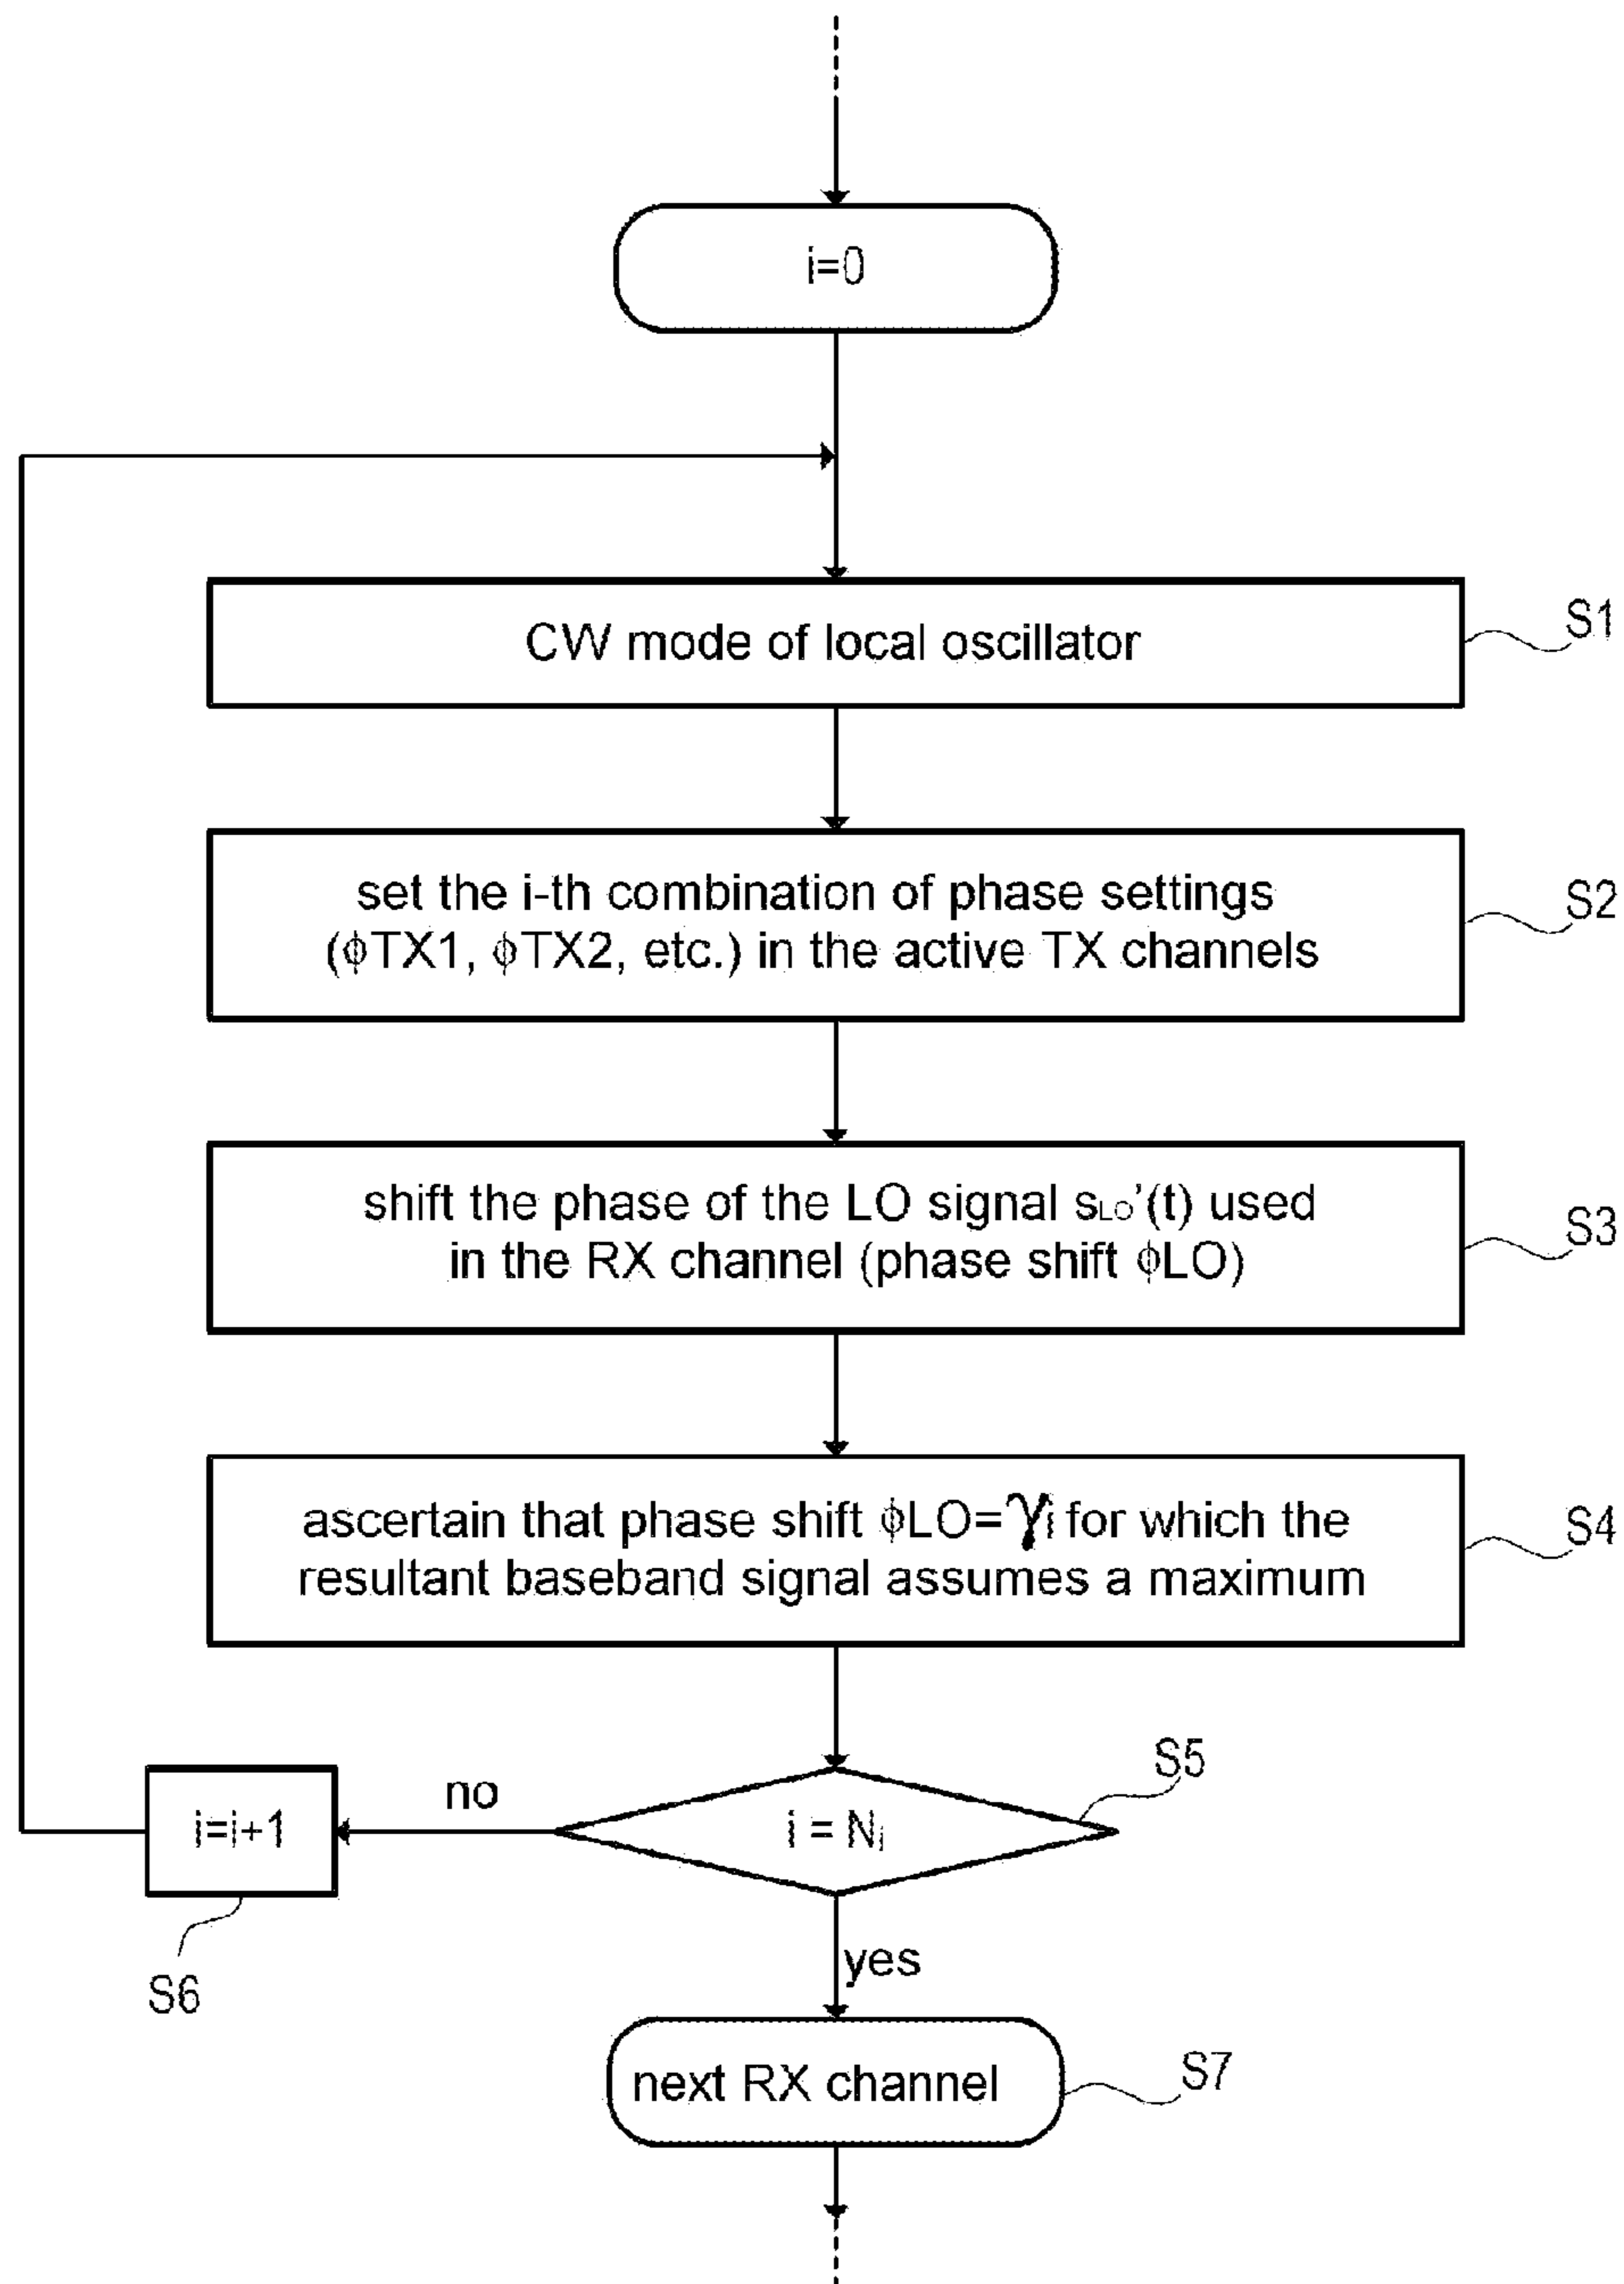 i=0
CW mode of local oscillator
S1
set the i-th combination of phase settings
(ϕTX1, ϕTX2, etc.) in the active TX channels
S2
shift the phase of the LO signal sLO’(t) used
in the RX channel (phase shift ϕLO)
S3
ascertain that phase shift ϕLO=γi for which the
resultant baseband signal assumes a maximum
S4
S5
i = Ni
no
i=i+1
S6
yes
next RX channel
S7